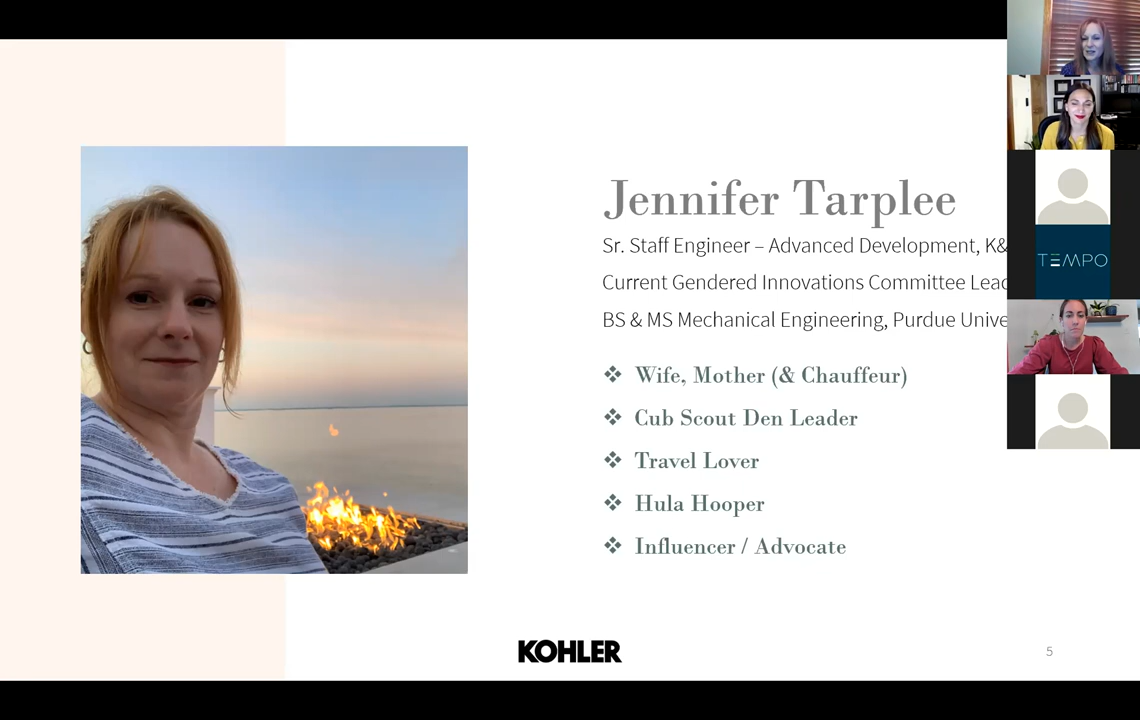 Jennifer Tarplee
Sr. Staff Engineer – Advanced Development, K&
Current Gendered Innovations Committee Lead
BS & MS Mechanical Engineering, Purdue Unive
❖ Wife, Mother (& Chauffeur)
❖ Cub Scout Den Leader
❖ Travel Lover
❖ Hula Hooper
❖ Influencer / Advocate
TEMPO
KOHLER
5